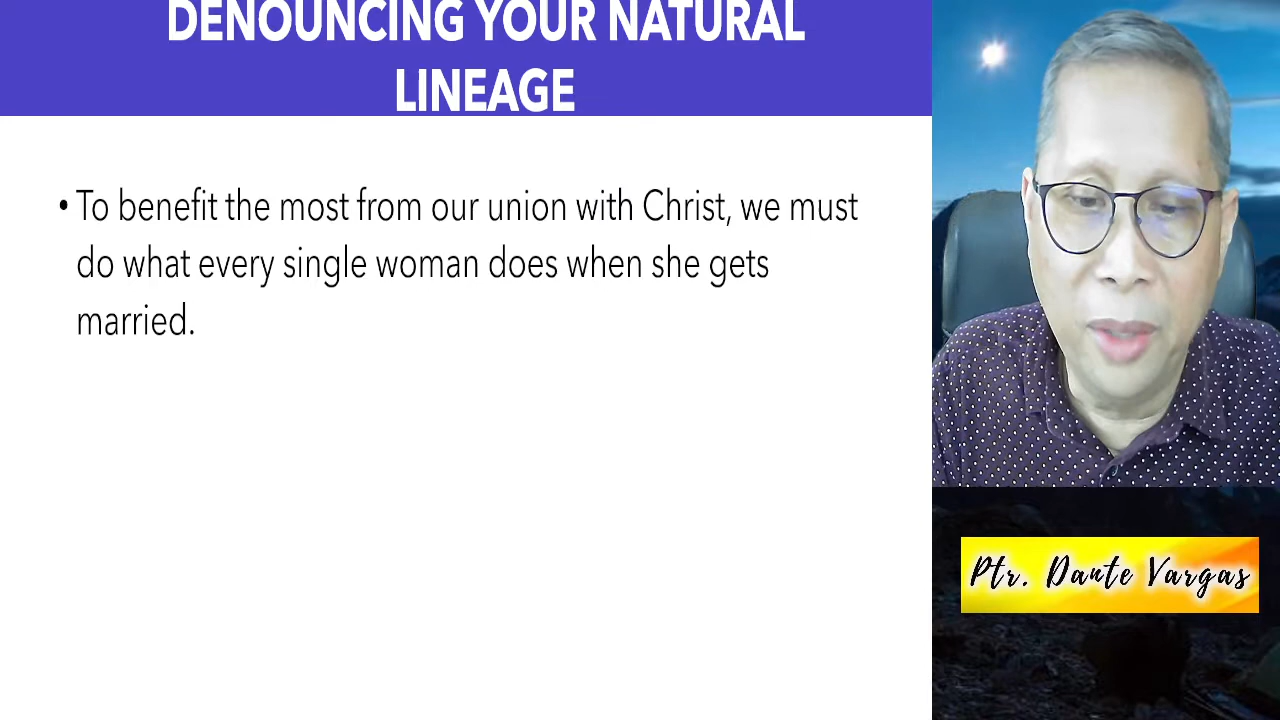 DENOUNCING YOUR NATURAL
LINEAGE
• To benefit the most from our union with Christ, we must
do what every single woman does when she gets
married.
Ptr. Dante Vargas